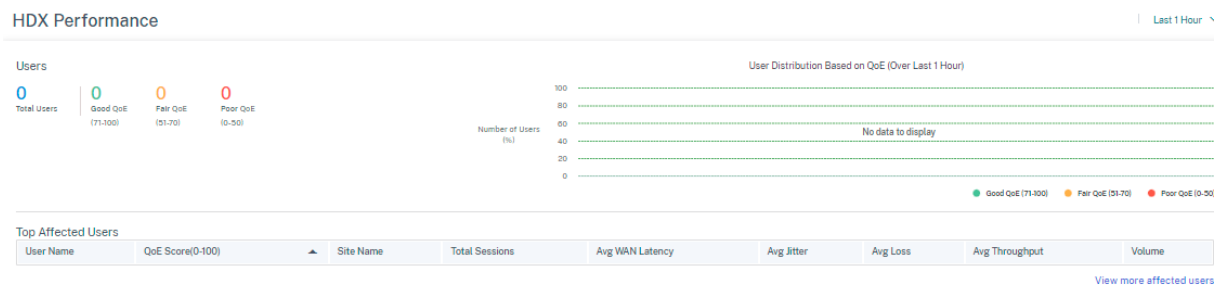 HDX Performance
Last 1 Hour
Users
0 0 0 0
Total Users Good QoE Fair QoE Poor QoE
(71-100) (51-70) (0-50)
User Distribution Based on QoE (Over Last 1 Hour)
Number of Users
(%)
100
80
60
40
20
0
No data to display
Good QoE (71-100) Fair QoE (51-70) Poor QoE (0-50)
Top Affected Users
User Name QoE Score(0-100) Site Name Total Sessions Avg WAN Latency Avg Jitter Avg Loss Avg Throughput Volume
View more affected users